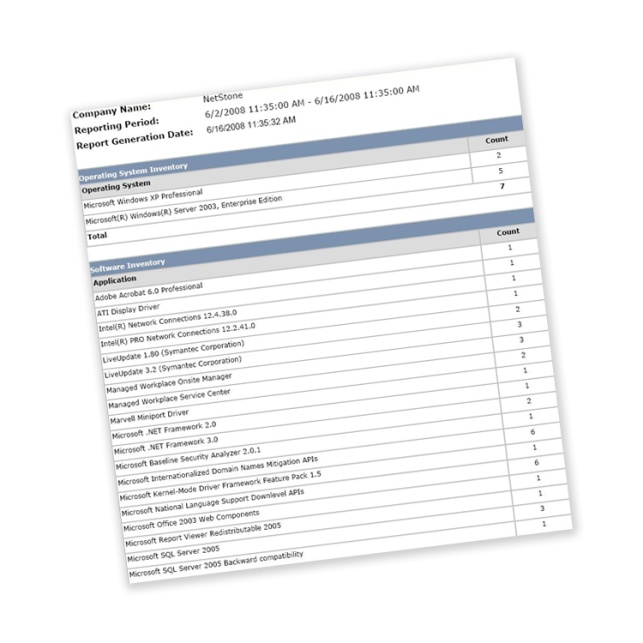 Company Name: NetStone
Reporting Period: 6/2/2008 11:35:00 AM - 6/16/2008 11:35:00 AM
Report Generation Date: 6/16/2008 11:35:32 AM
Operating System Inventory
Operating System Count
Microsoft Windows XP Professional 2
Microsoft(R) Windows(R) Server 2003, Enterprise Edition 5
Total 7
Software Inventory
Application Count
Adobe Acrobat 6.0 Professional 1
ATI Display Driver 1
Intel(R) Network Connections 12.4.38.0 1
Intel(R) PRO Network Connections 12.2.41.0 1
LiveUpdate 1.80 (Symantec Corporation) 2
LiveUpdate 3.2 (Symantec Corporation) 3
Managed Workplace Onsite Manager 3
Managed Workplace Service Center 2
Marvell Miniport Driver 1
Microsoft .NET Framework 2.0 1
Microsoft .NET Framework 3.0 2
Microsoft Baseline Security Analyzer 2.0.1 1
Microsoft Internationalized Domain Names Mitigation APIs 6
Microsoft Kernel-Mode Driver Framework Feature Pack 1.5 1
Microsoft National Language Support Downlevel APIs 6
Microsoft Office 2003 Web Components 1
Microsoft Report Viewer Redistributable 2005 1
Microsoft SQL Server 2005 3
Microsoft SQL Server 2005 Backward compatibility 1